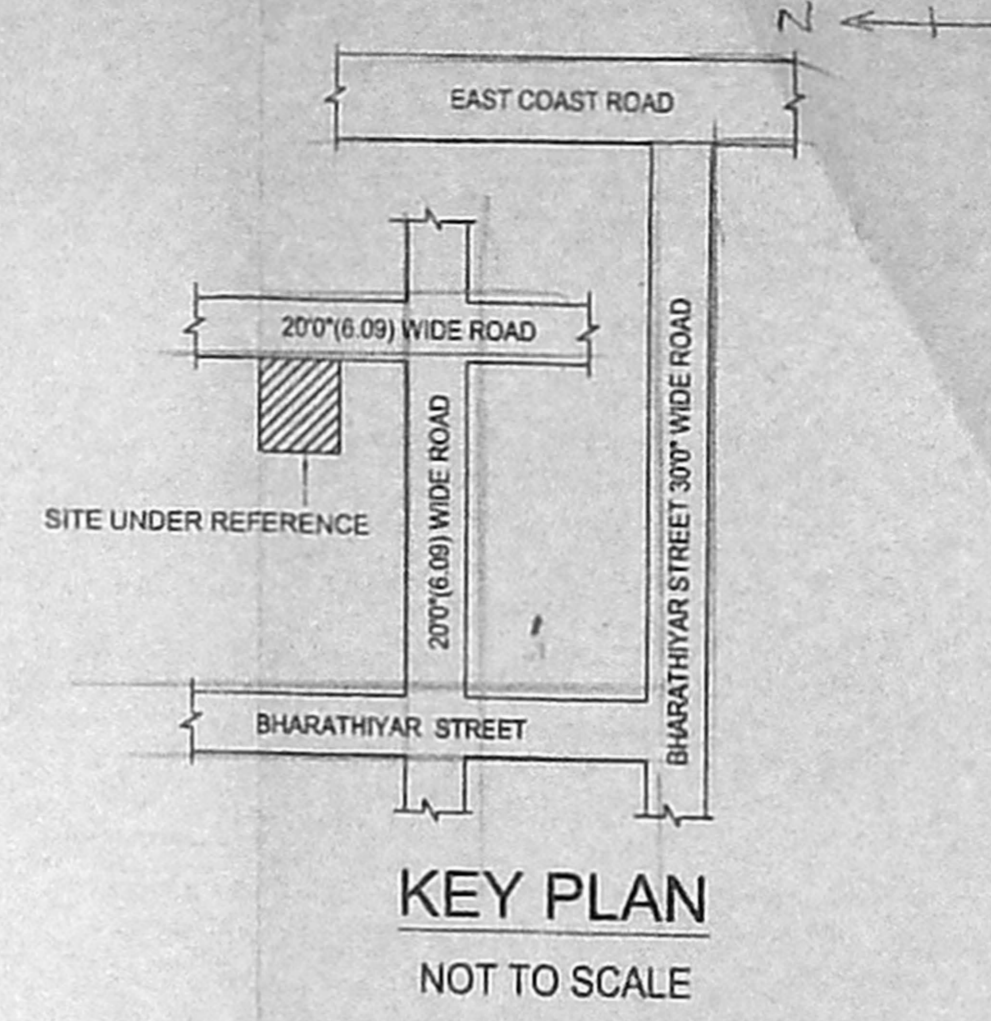 N
EAST COAST ROAD
20'0"(6.09) WIDE ROAD
20'0"(6.09) WIDE ROAD
BHARATHIYAR STREET 30'0" WIDE ROAD
SITE UNDER REFERENCE
BHARATHIYAR STREET
KEY PLAN
NOT TO SCALE